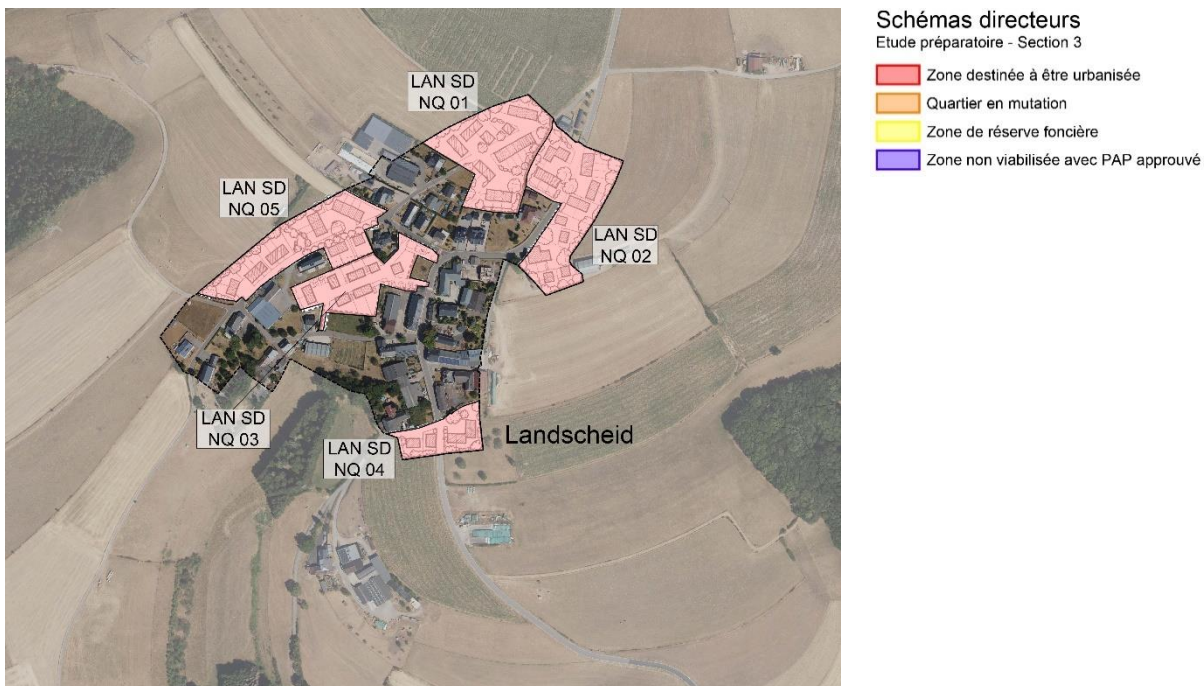 Schémas directeurs
Etude préparatoire - Section 3
Zone destinée à être urbanisée
Quartier en mutation
Zone de réserve foncière
Zone non viabilisée avec PAP approuvé
LAN SD
NQ 01
LAN SD
NQ 05
LAN SD
NQ 02
LAN SD
NQ 03
LAN SD
NQ 04
Landscheid